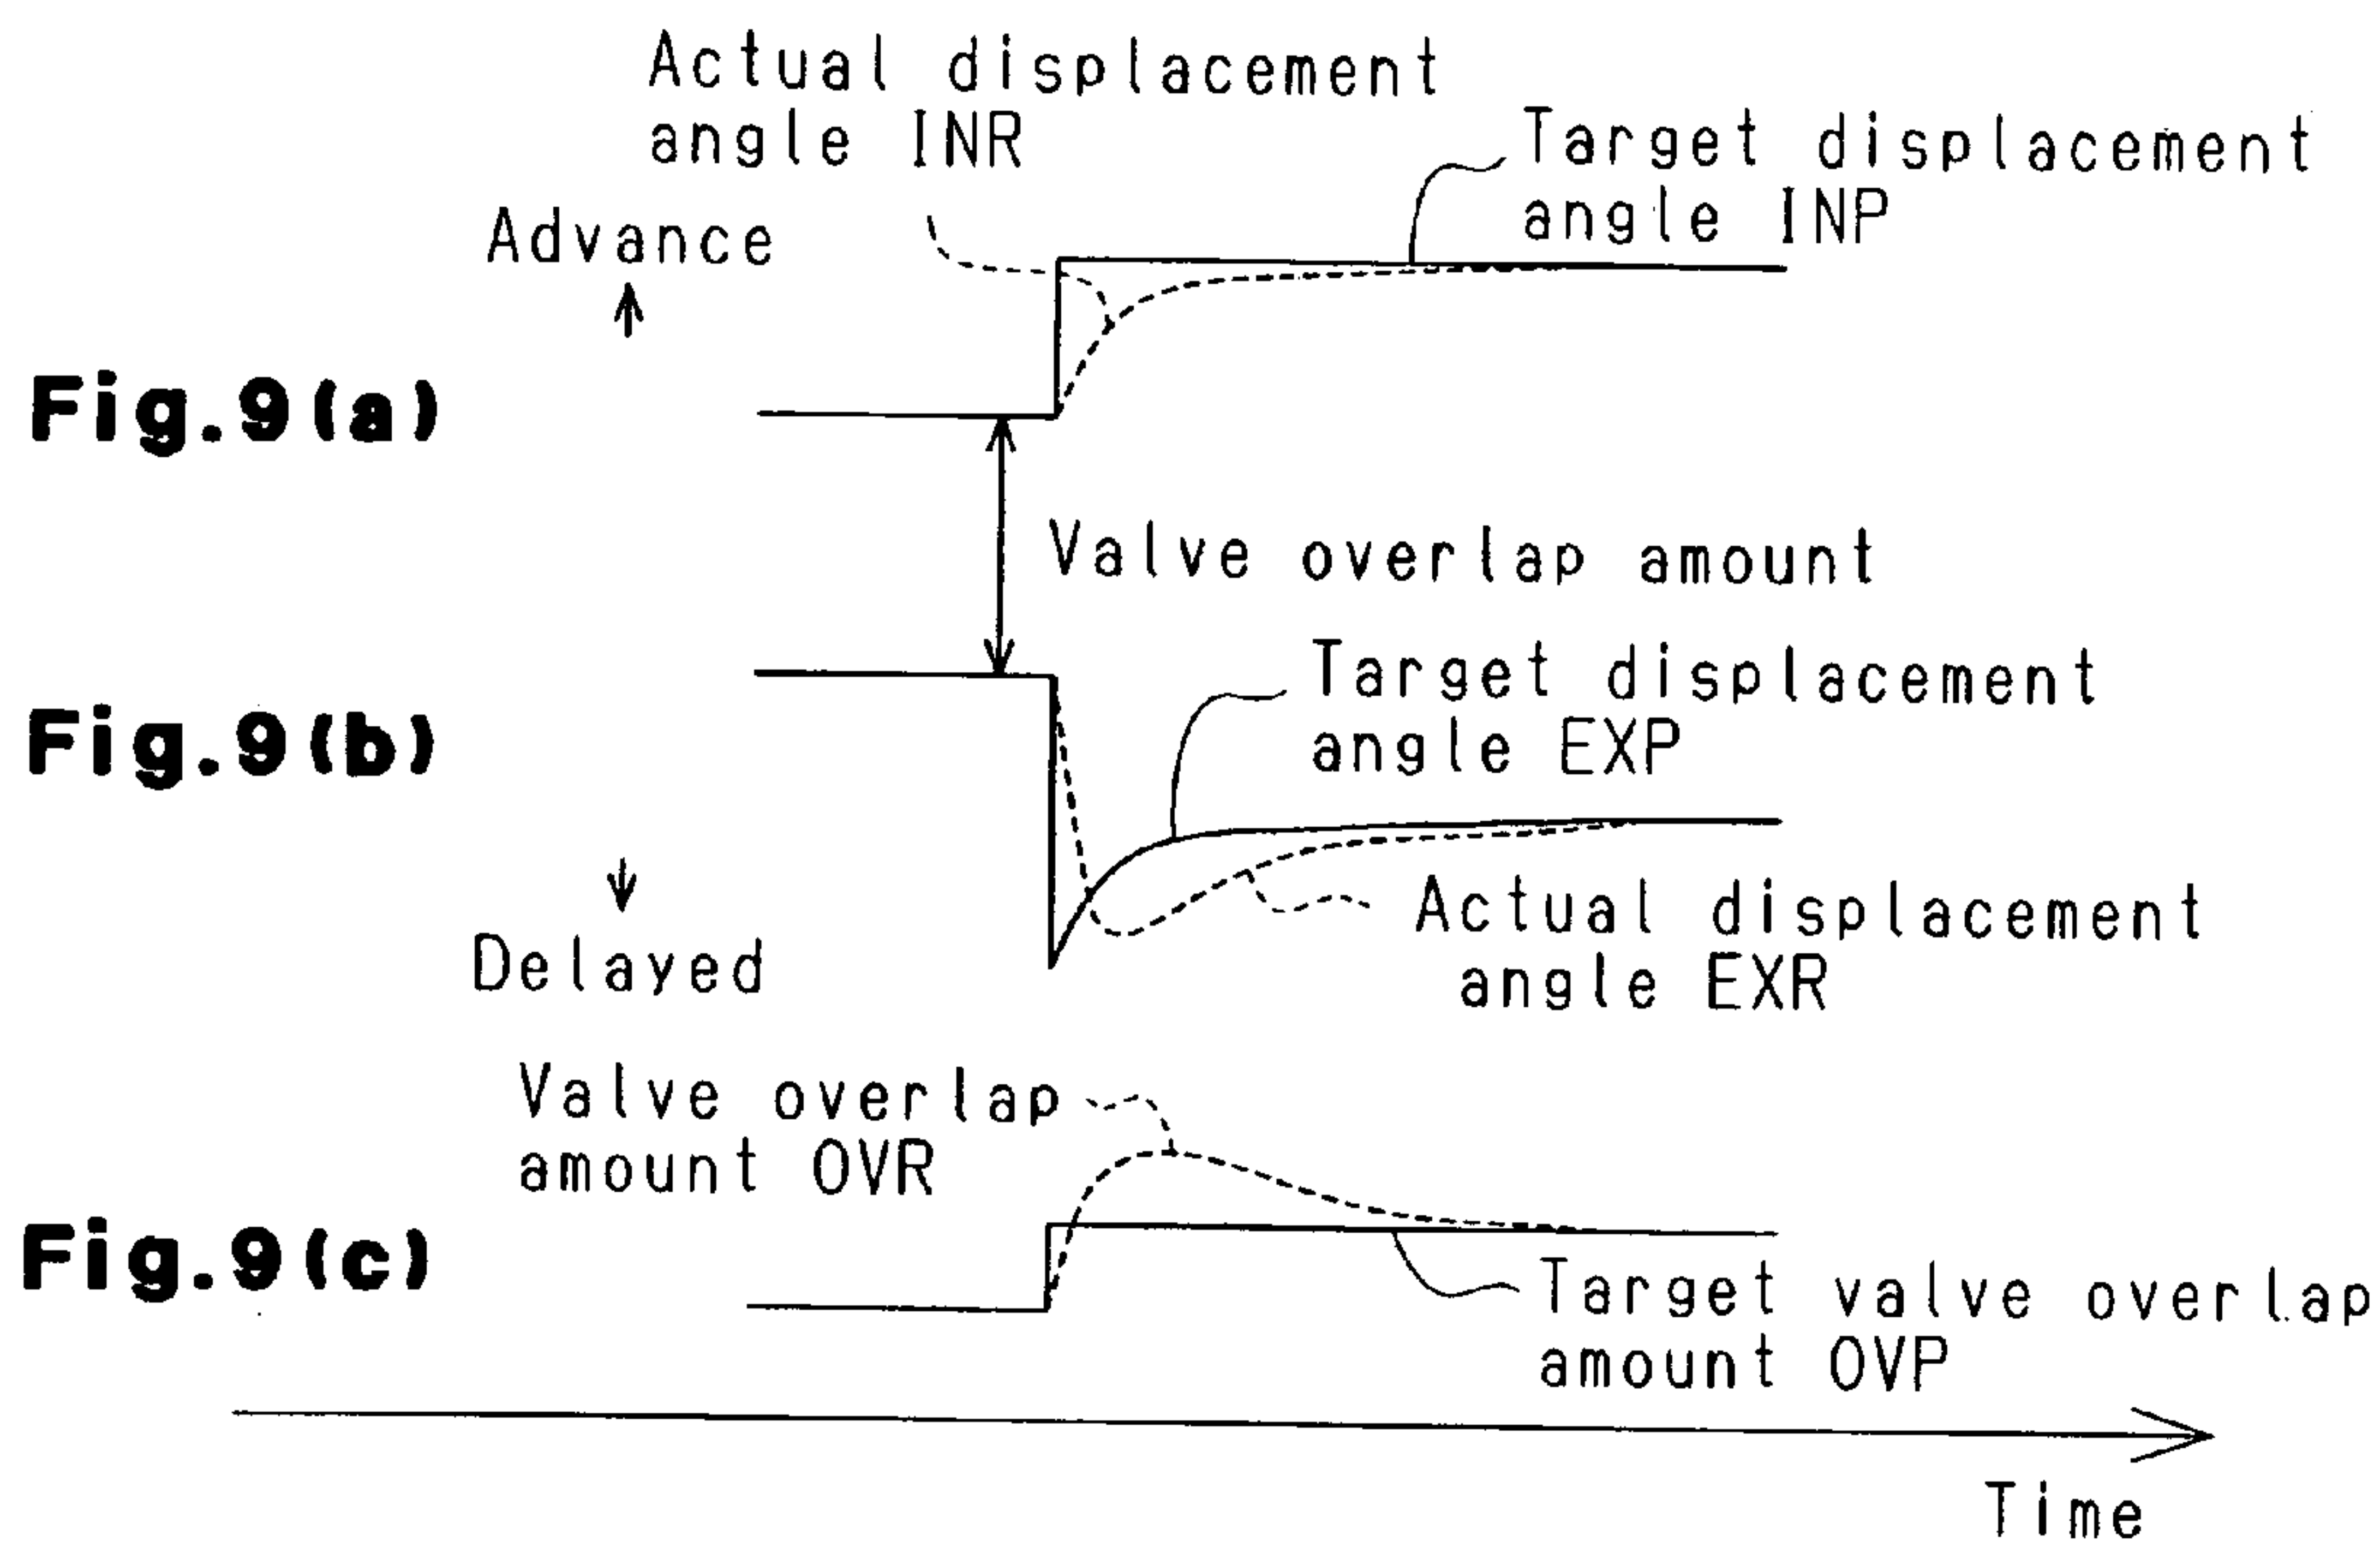 Actual displacement
angle INR
Target displacement
angle INP
Advance
Fig.9(a)
Valve overlap amount
Target displacement
angle EXP
Fig.9(b)
Actual displacement
angle EXR
Delayed
Valve overlap
amount OVR
Fig.9(c)
Target valve overlap
amount OVP
Time